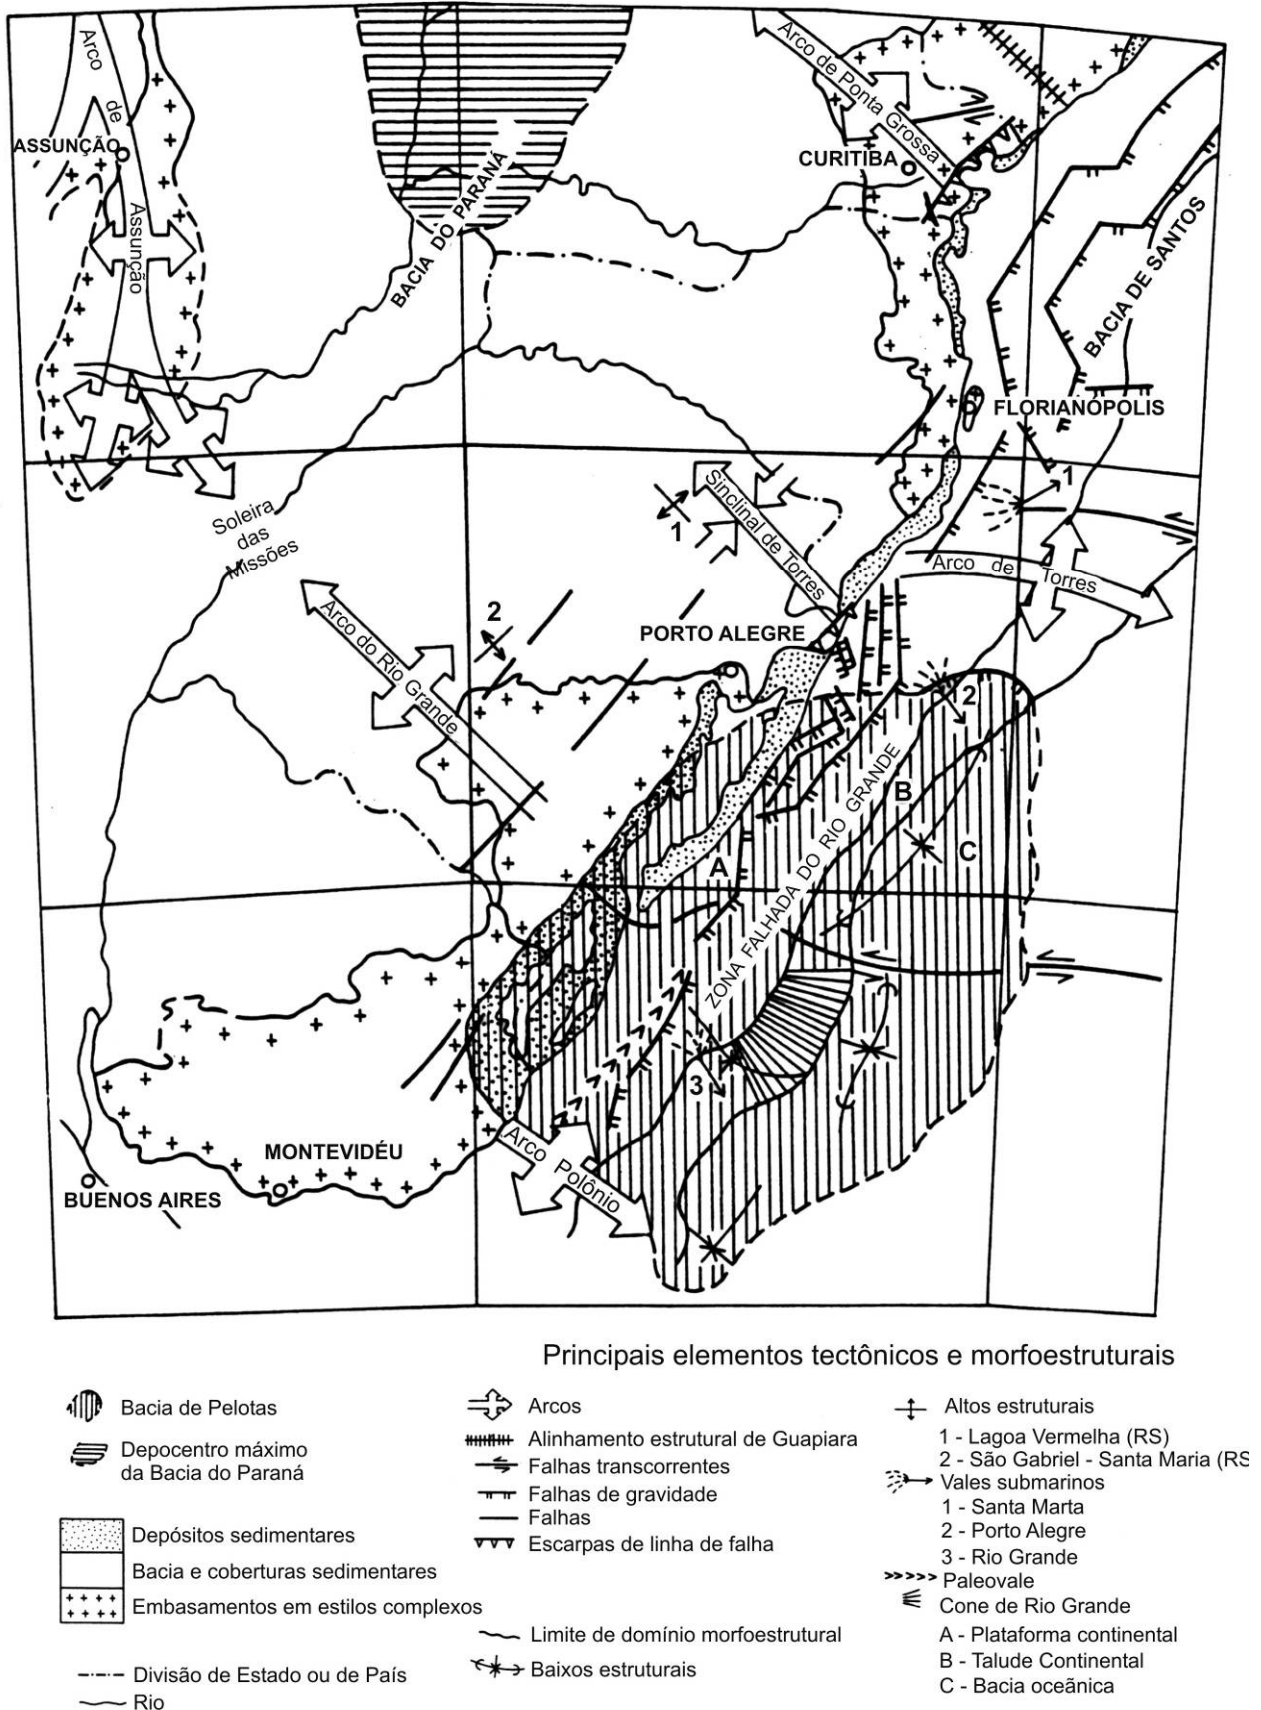 Arco de Assunção
ASSUNÇÃO
BACIA DO PARANÁ
Arco de Ponta Grossa
CURITIBA
BACIA DE SANTOS
FLORIANÓPOLIS
1
Soleira
das
Missões
Sinclinal de Torres
1
Arco de Torres
Arco do Rio Grande
2
PORTO ALEGRE
2
ZONA FALHADA DO RIO GRANDE
B
A
C
3
Arco Polônio
MONTEVIDÉU
BUENOS AIRES
Principais elementos tectônicos e morfoestruturais
Bacia de Pelotas
Depocentro máximo
da Bacia do Paraná
Depósitos sedimentares
Bacia e coberturas sedimentares
Embasamentos em estilos complexos
Divisão de Estado ou de País
Rio
Arcos
Alinhamento estrutural de Guapiara
Falhas transcorrentes
Falhas de gravidade
Falhas
Escarpas de linha de falha
Limite de domínio morfoestrutural
Baixos estruturais
Altos estruturais
1 - Lagoa Vermelha (RS)
2 - São Gabriel - Santa Maria (RS
Vales submarinos
1 - Santa Marta
2 - Porto Alegre
3 - Rio Grande
Paleovale
Cone de Rio Grande
A - Plataforma continental
B - Talude Continental
C - Bacia oceãnica